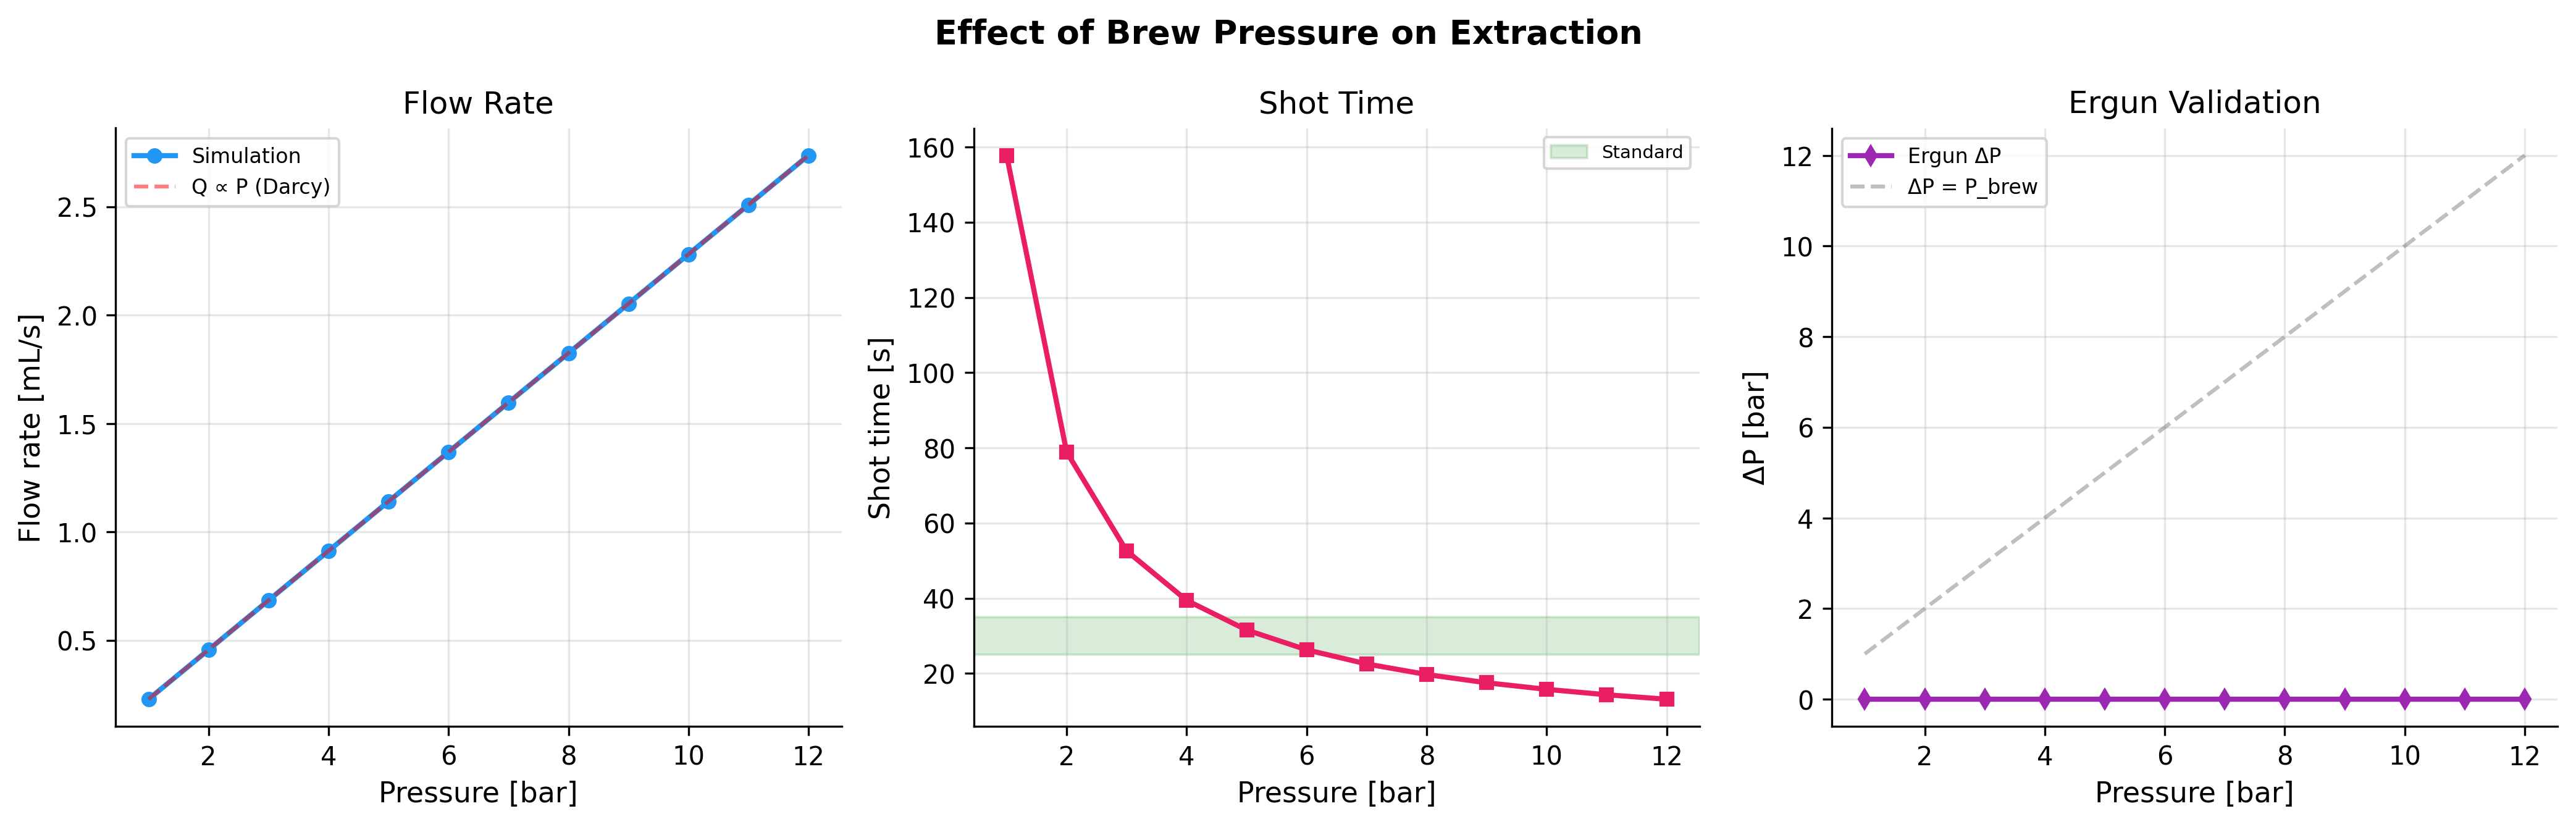 Effect of Brew Pressure on Extraction
Flow Rate
Simulation
Q ∝ P (Darcy)
Flow rate [mL/s]
2.5
2.0
1.5
1.0
0.5
2 4 6 8 10 12
Pressure [bar]
Shot Time
Standard
Shot time [s]
160
140
120
100
80
60
40
20
2 4 6 8 10 12
Pressure [bar]
Ergun Validation
Ergun ΔP
ΔP = P_brew
ΔP [bar]
12
10
8
6
4
2
0
2 4 6 8 10 12
Pressure [bar]